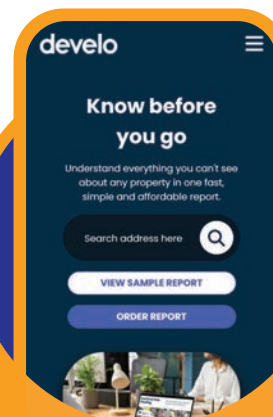 develo
Know before
you go
Understand everything you can't see
about any property in one fast,
simple and affordable report.
Search address here
VIEW SAMPLE REPORT
ORDER REPORT